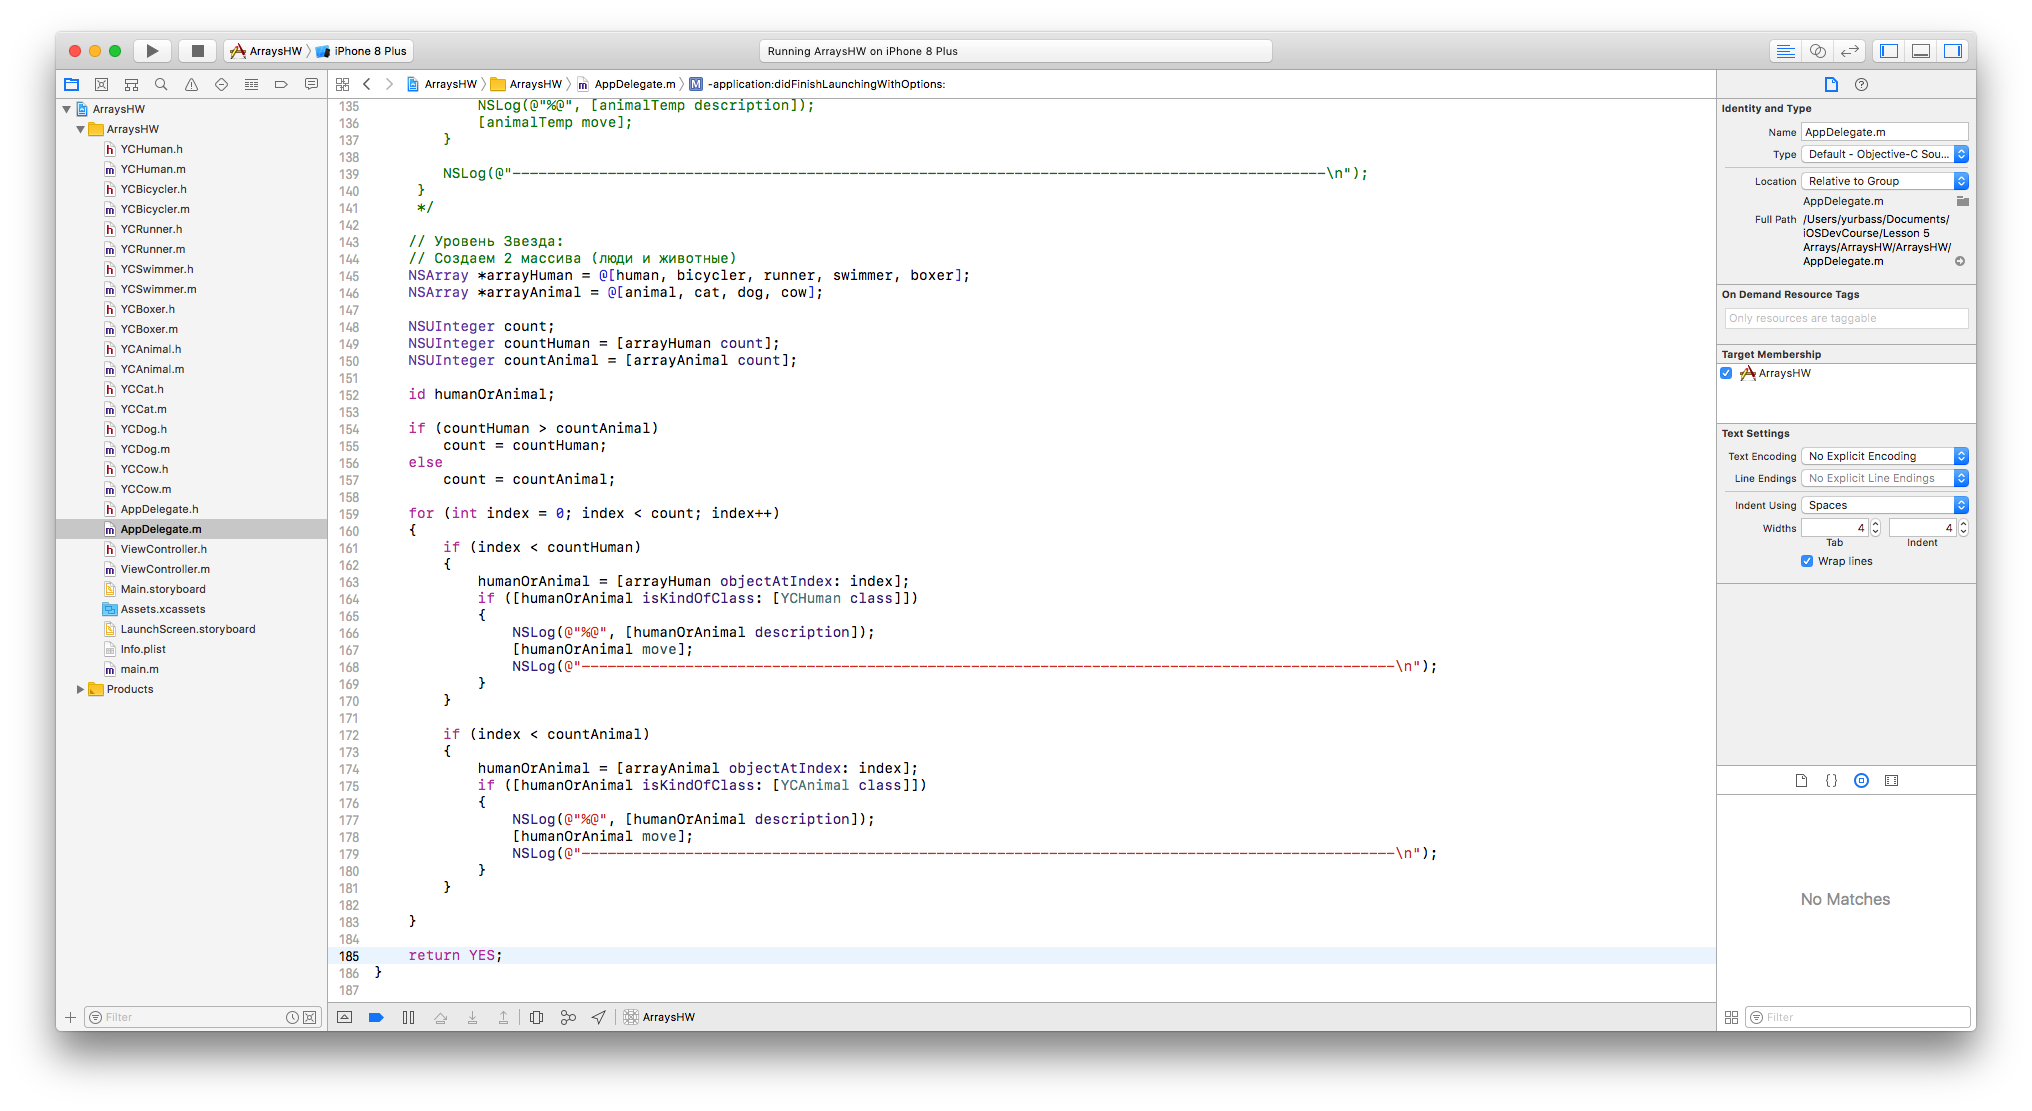 ArraysHW iPhone 8 Plus
Running ArraysHW on iPhone 8 Plus
ArraysHW
ArraysHW
YCHuman.h
YCHuman.m
YCBicycler.h
YCBicycler.m
YCRunner.h
YCRunner.m
YCSwimmer.h
YCSwimmer.m
YCBoxer.h
YCBoxer.m
YCAnimal.h
YCAnimal.m
YCCat.h
YCCat.m
YCDog.h
YCDog.m
YCCow.h
YCCow.m
AppDelegate.h
AppDelegate.m
ViewController.h
ViewController.m
Main.storyboard
Assets.xcassets
LaunchScreen.storyboard
Info.plist
main.m
Products
Filter
ArraysHW ArraysHW AppDelegate.m M -application:didFinishLaunchingWithOptions:
135 NSLog(@"%@", [animalTemp description]);
136 [animalTemp move];
137 }
138
139 NSLog(@"----------------------------------------------------------------------------------------------\n");
140 }
141 */
142
143 // Уровень Звезда:
144 // Создаем 2 массива (люди и животные)
145 NSArray *arrayHuman = @[human, bicycler, runner, swimmer, boxer];
146 NSArray *arrayAnimal = @[animal, cat, dog, cow];
147
148 NSUInteger count;
149 NSUInteger countHuman = [arrayHuman count];
150 NSUInteger countAnimal = [arrayAnimal count];
151
152 id humanOrAnimal;
153
154 if (countHuman > countAnimal)
155 count = countHuman;
156 else
157 count = countAnimal;
158
159 for (int index = 0; index < count; index++)
160 {
161 if (index < countHuman)
162 {
163 humanOrAnimal = [arrayHuman objectAtIndex: index];
164 if ([humanOrAnimal isKindOfClass: [YCHuman class]])
165 {
166 NSLog(@"%@", [humanOrAnimal description]);
167 [humanOrAnimal move];
168 NSLog(@"----------------------------------------------------------------------------------------------\n");
169 }
170 }
171
172 if (index < countAnimal)
173 {
174 humanOrAnimal = [arrayAnimal objectAtIndex: index];
175 if ([humanOrAnimal isKindOfClass: [YCAnimal class]])
176 {
177 NSLog(@"%@", [humanOrAnimal description]);
178 [humanOrAnimal move];
179 NSLog(@"----------------------------------------------------------------------------------------------\n");
180 }
181 }
182
183 }
184
185 return YES;
186 }
187
ArraysHW
Identity and Type
Name AppDelegate.m
Type Default - Objective-C Sou...
Location Relative to Group
AppDelegate.m
Full Path /Users/yurbass/Documents/
iOSDevCourse/Lesson 5
Arrays/ArraysHW/ArraysHW/
AppDelegate.m
On Demand Resource Tags
Only resources are taggable
Target Membership
ArraysHW
Text Settings
Text Encoding No Explicit Encoding
Line Endings No Explicit Line Endings
Indent Using Spaces
Widths 4 4
Tab Indent
Wrap lines
No Matches
Filter